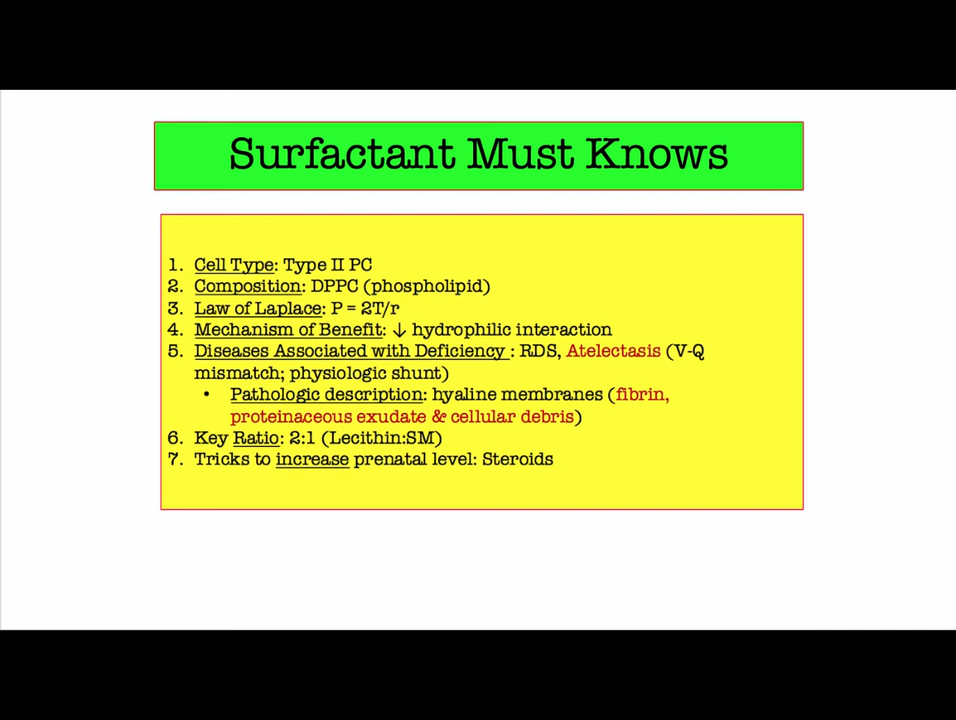 Surfactant Must Knows
1. Cell Type: Type II PC
2. Composition: DPPC (phospholipid)
3. Law of Laplace: P = 2T/r
4. Mechanism of Benefit: ↓ hydrophilic interaction
5. Diseases Associated with Deficiency : RDS, Atelectasis (V-Q
mismatch; physiologic shunt)
• Pathologic description: hyaline membranes (fibrin,
proteinaceous exudate & cellular debris)
6. Key Ratio: 2:1 (Lecithin:SM)
7. Tricks to increase prenatal level: Steroids